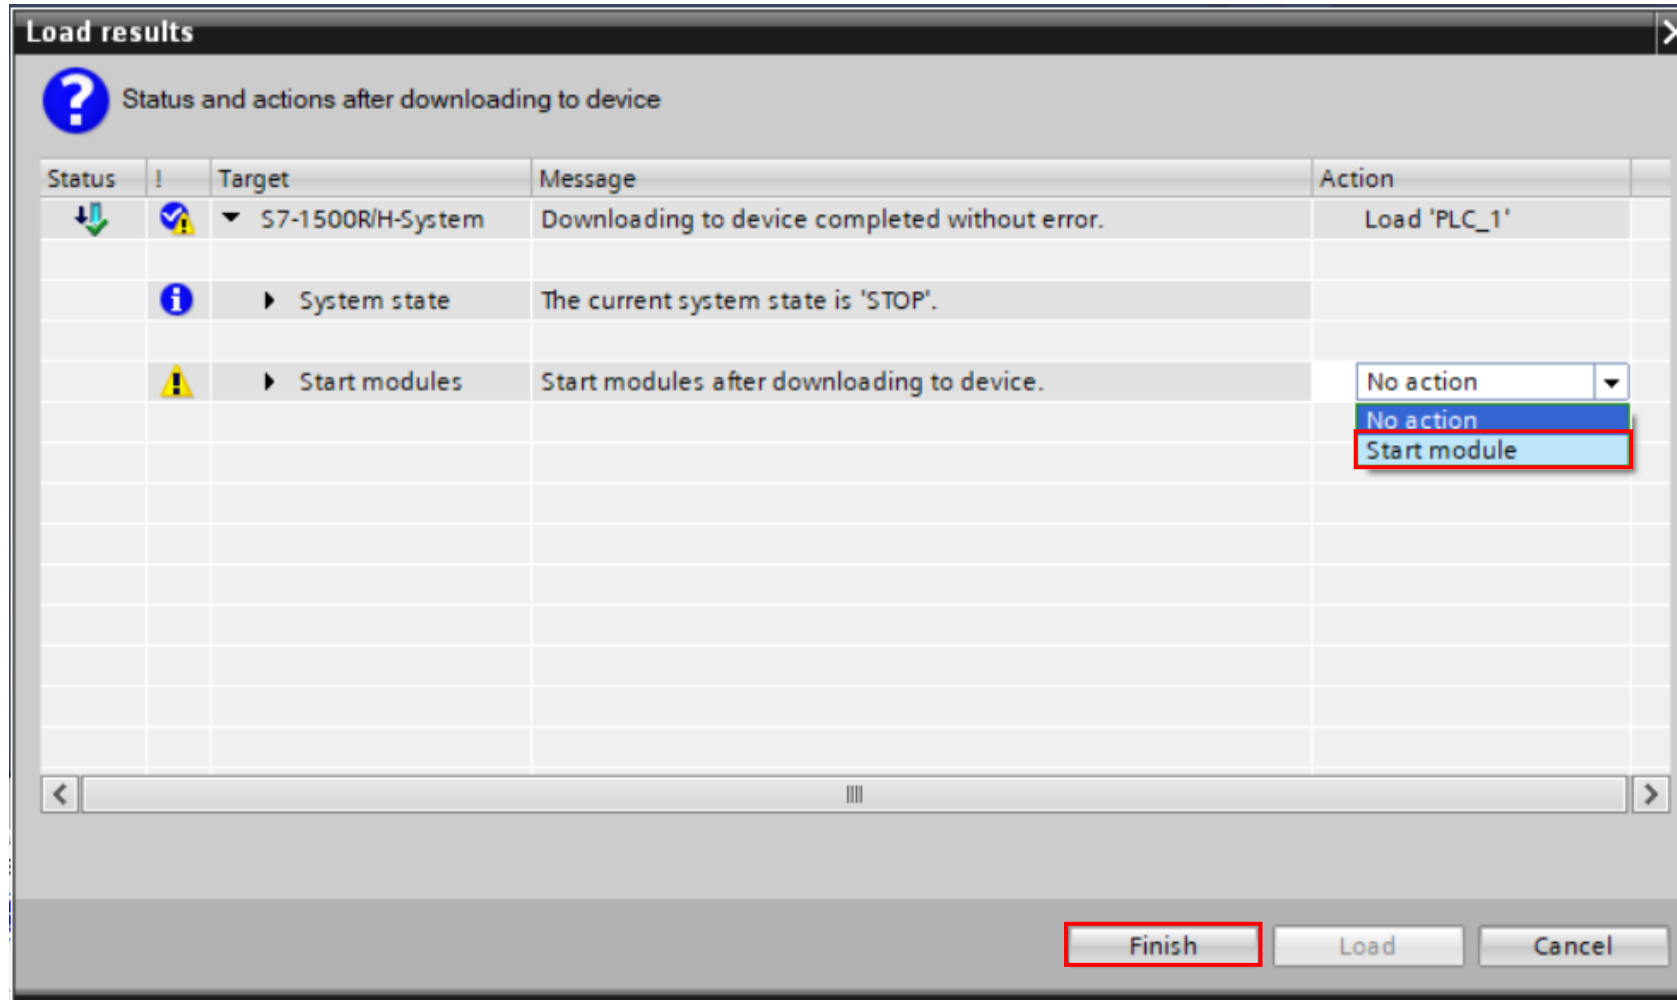 Load results
Status and actions after downloading to device
Status ! Target Message Action
S7-1500R/H-System Downloading to device completed without error. Load 'PLC_1'
System state The current system state is 'STOP'.
Start modules Start modules after downloading to device. No action
No action
Start module
Finish Load Cancel